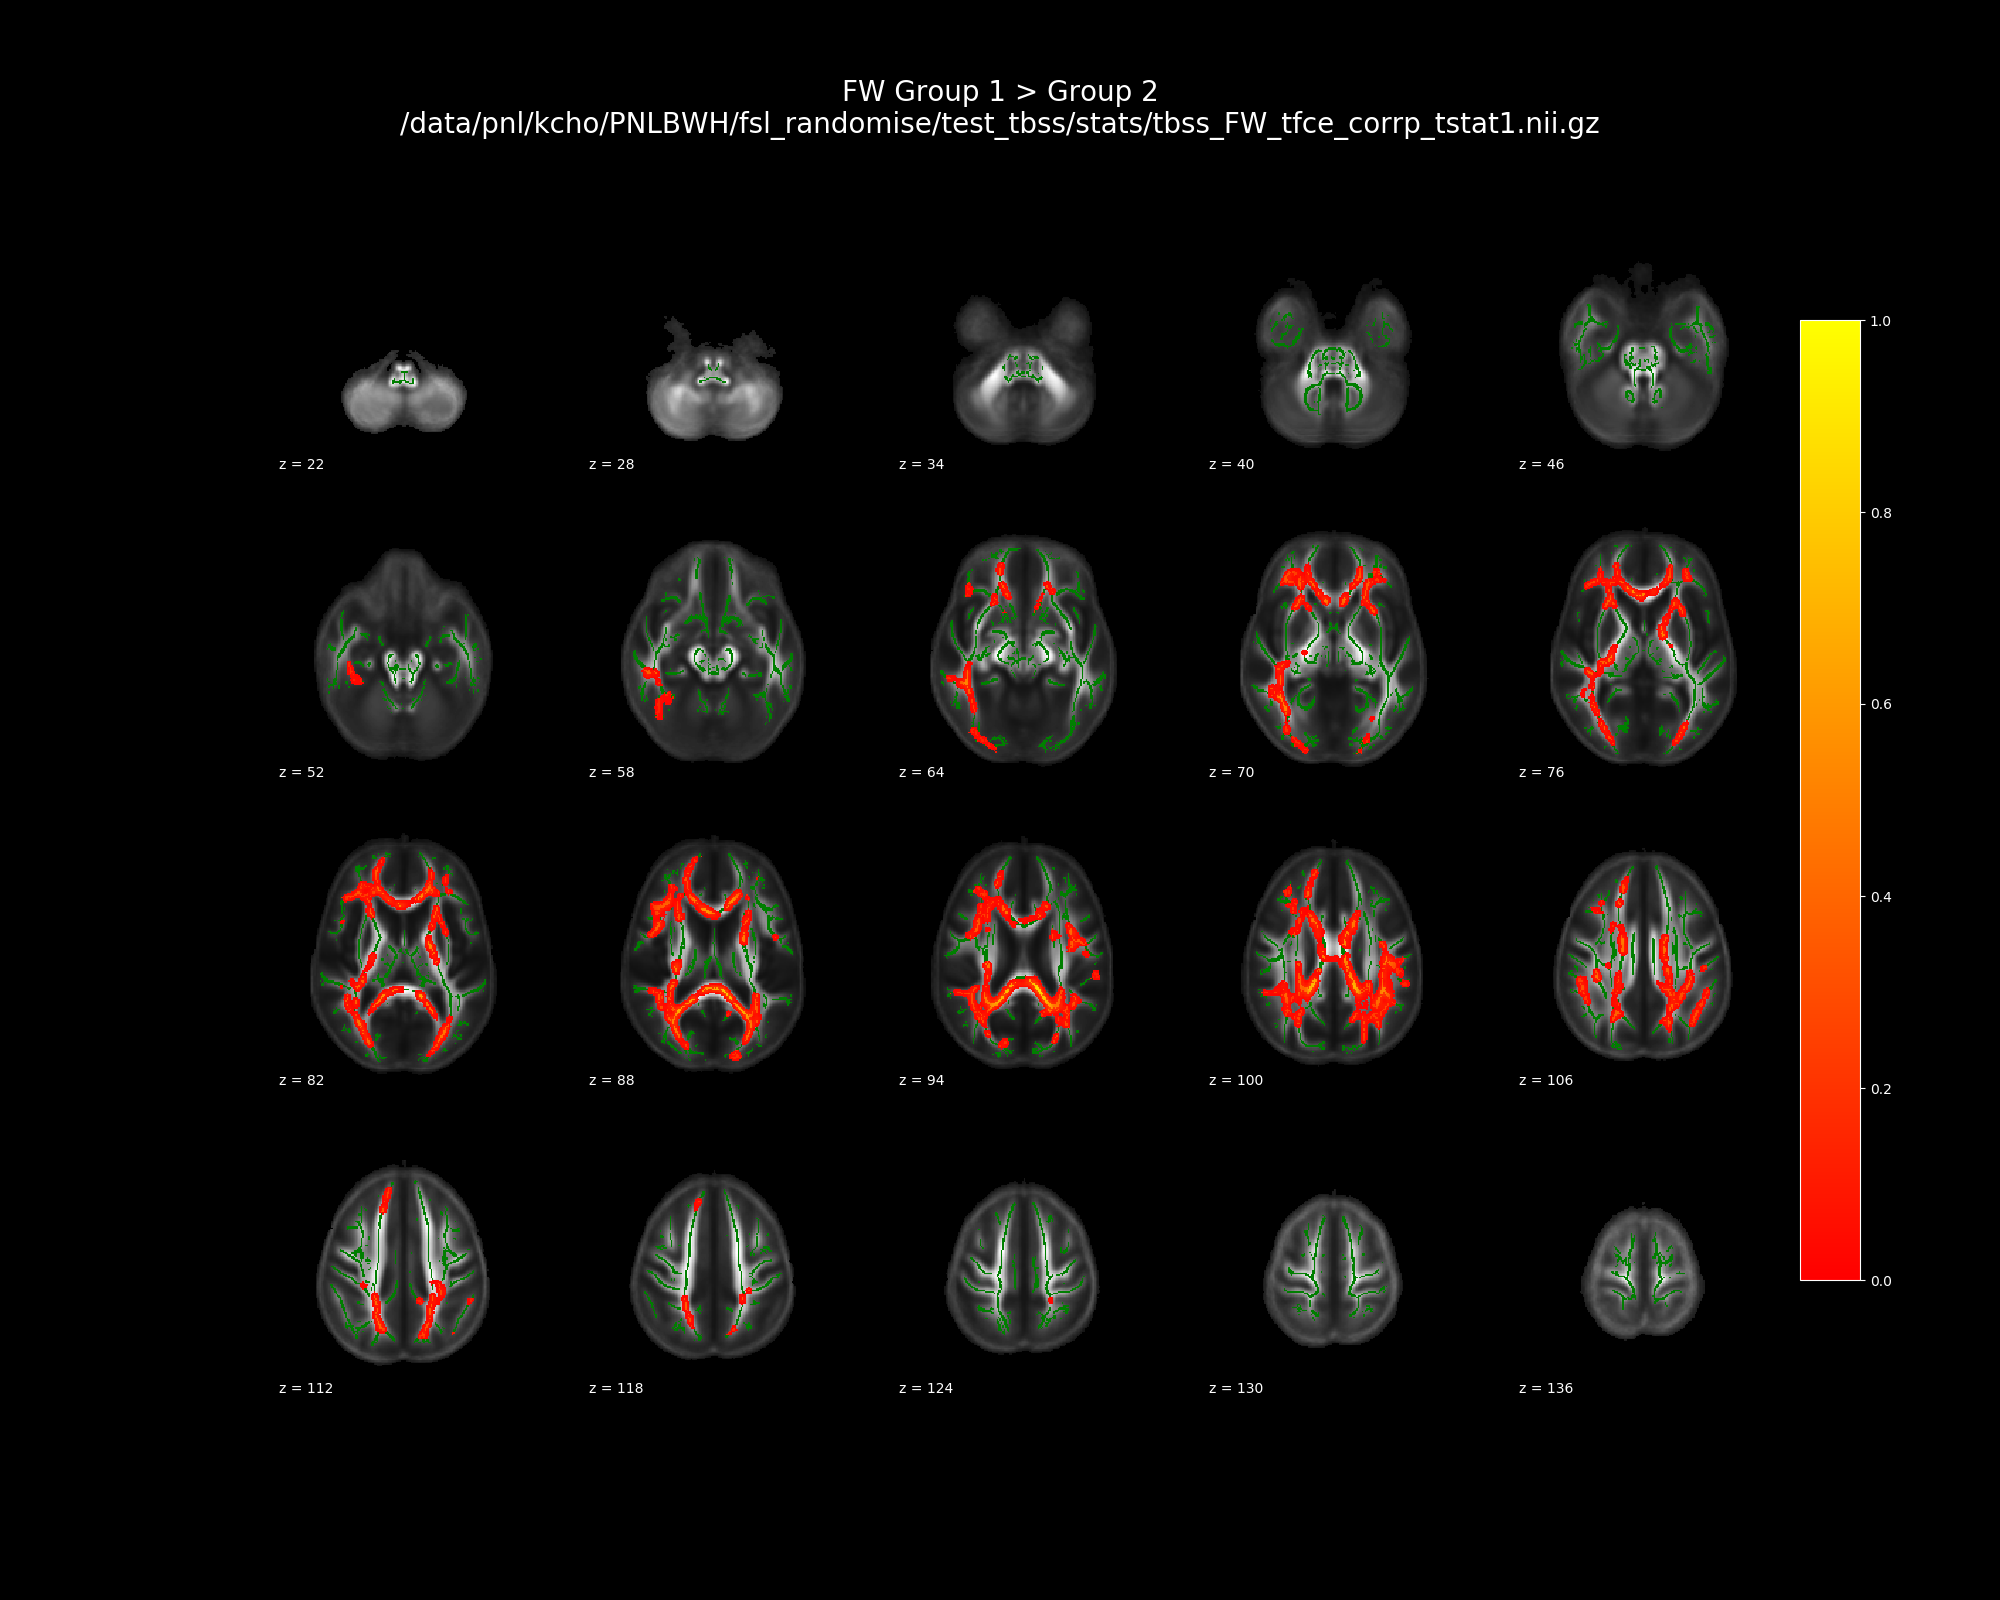 FW Group 1 > Group 2
/data/pnl/kcho/PNLBWH/fsl_randomise/test_tbss/stats/tbss_FW_tfce_corrp_tstat1.nii.gz
z = 22
z = 28
z = 34
z = 40
z = 46
z = 52
z = 58
z = 64
z = 70
z = 76
z = 82
z = 88
z = 94
z = 100
z = 106
z = 112
z = 118
z = 124
z = 130
z = 136
1.0
0.8
0.6
0.4
0.2
0.0